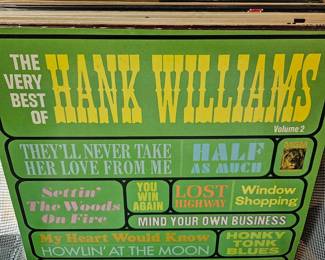 THE
VERY
BEST
OF
HANK WILLIAMS
Volume 2
THEY'LL NEVER TAKE
HER LOVE FROM ME
HALF
AS MUCH
Settin'
The Woods
On Fire
YOU
WIN
AGAIN
LOST
HIGHWAY
Window
Shopping
MIND YOUR OWN BUSINESS
My Heart Would Know
HOWLIN' AT THE MOON
HONKY
TONK
BLUES